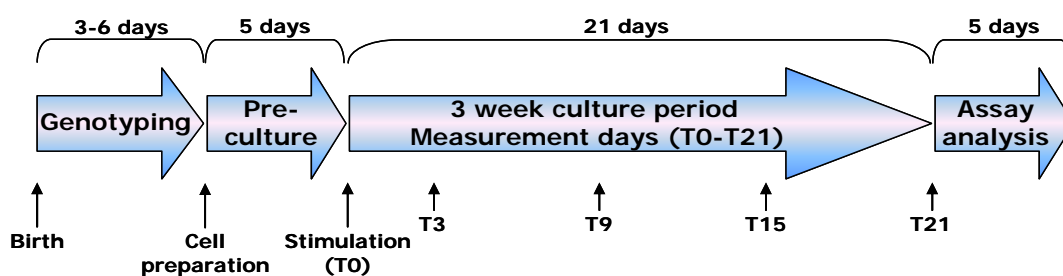 3-6 days
5 days
21 days
5 days
Genotyping
Pre-
culture
3 week culture period
Measurement days (T0-T21)
Assay
analysis
Birth
Cell
preparation
Stimulation
(T0)
T3
T9
T15
T21